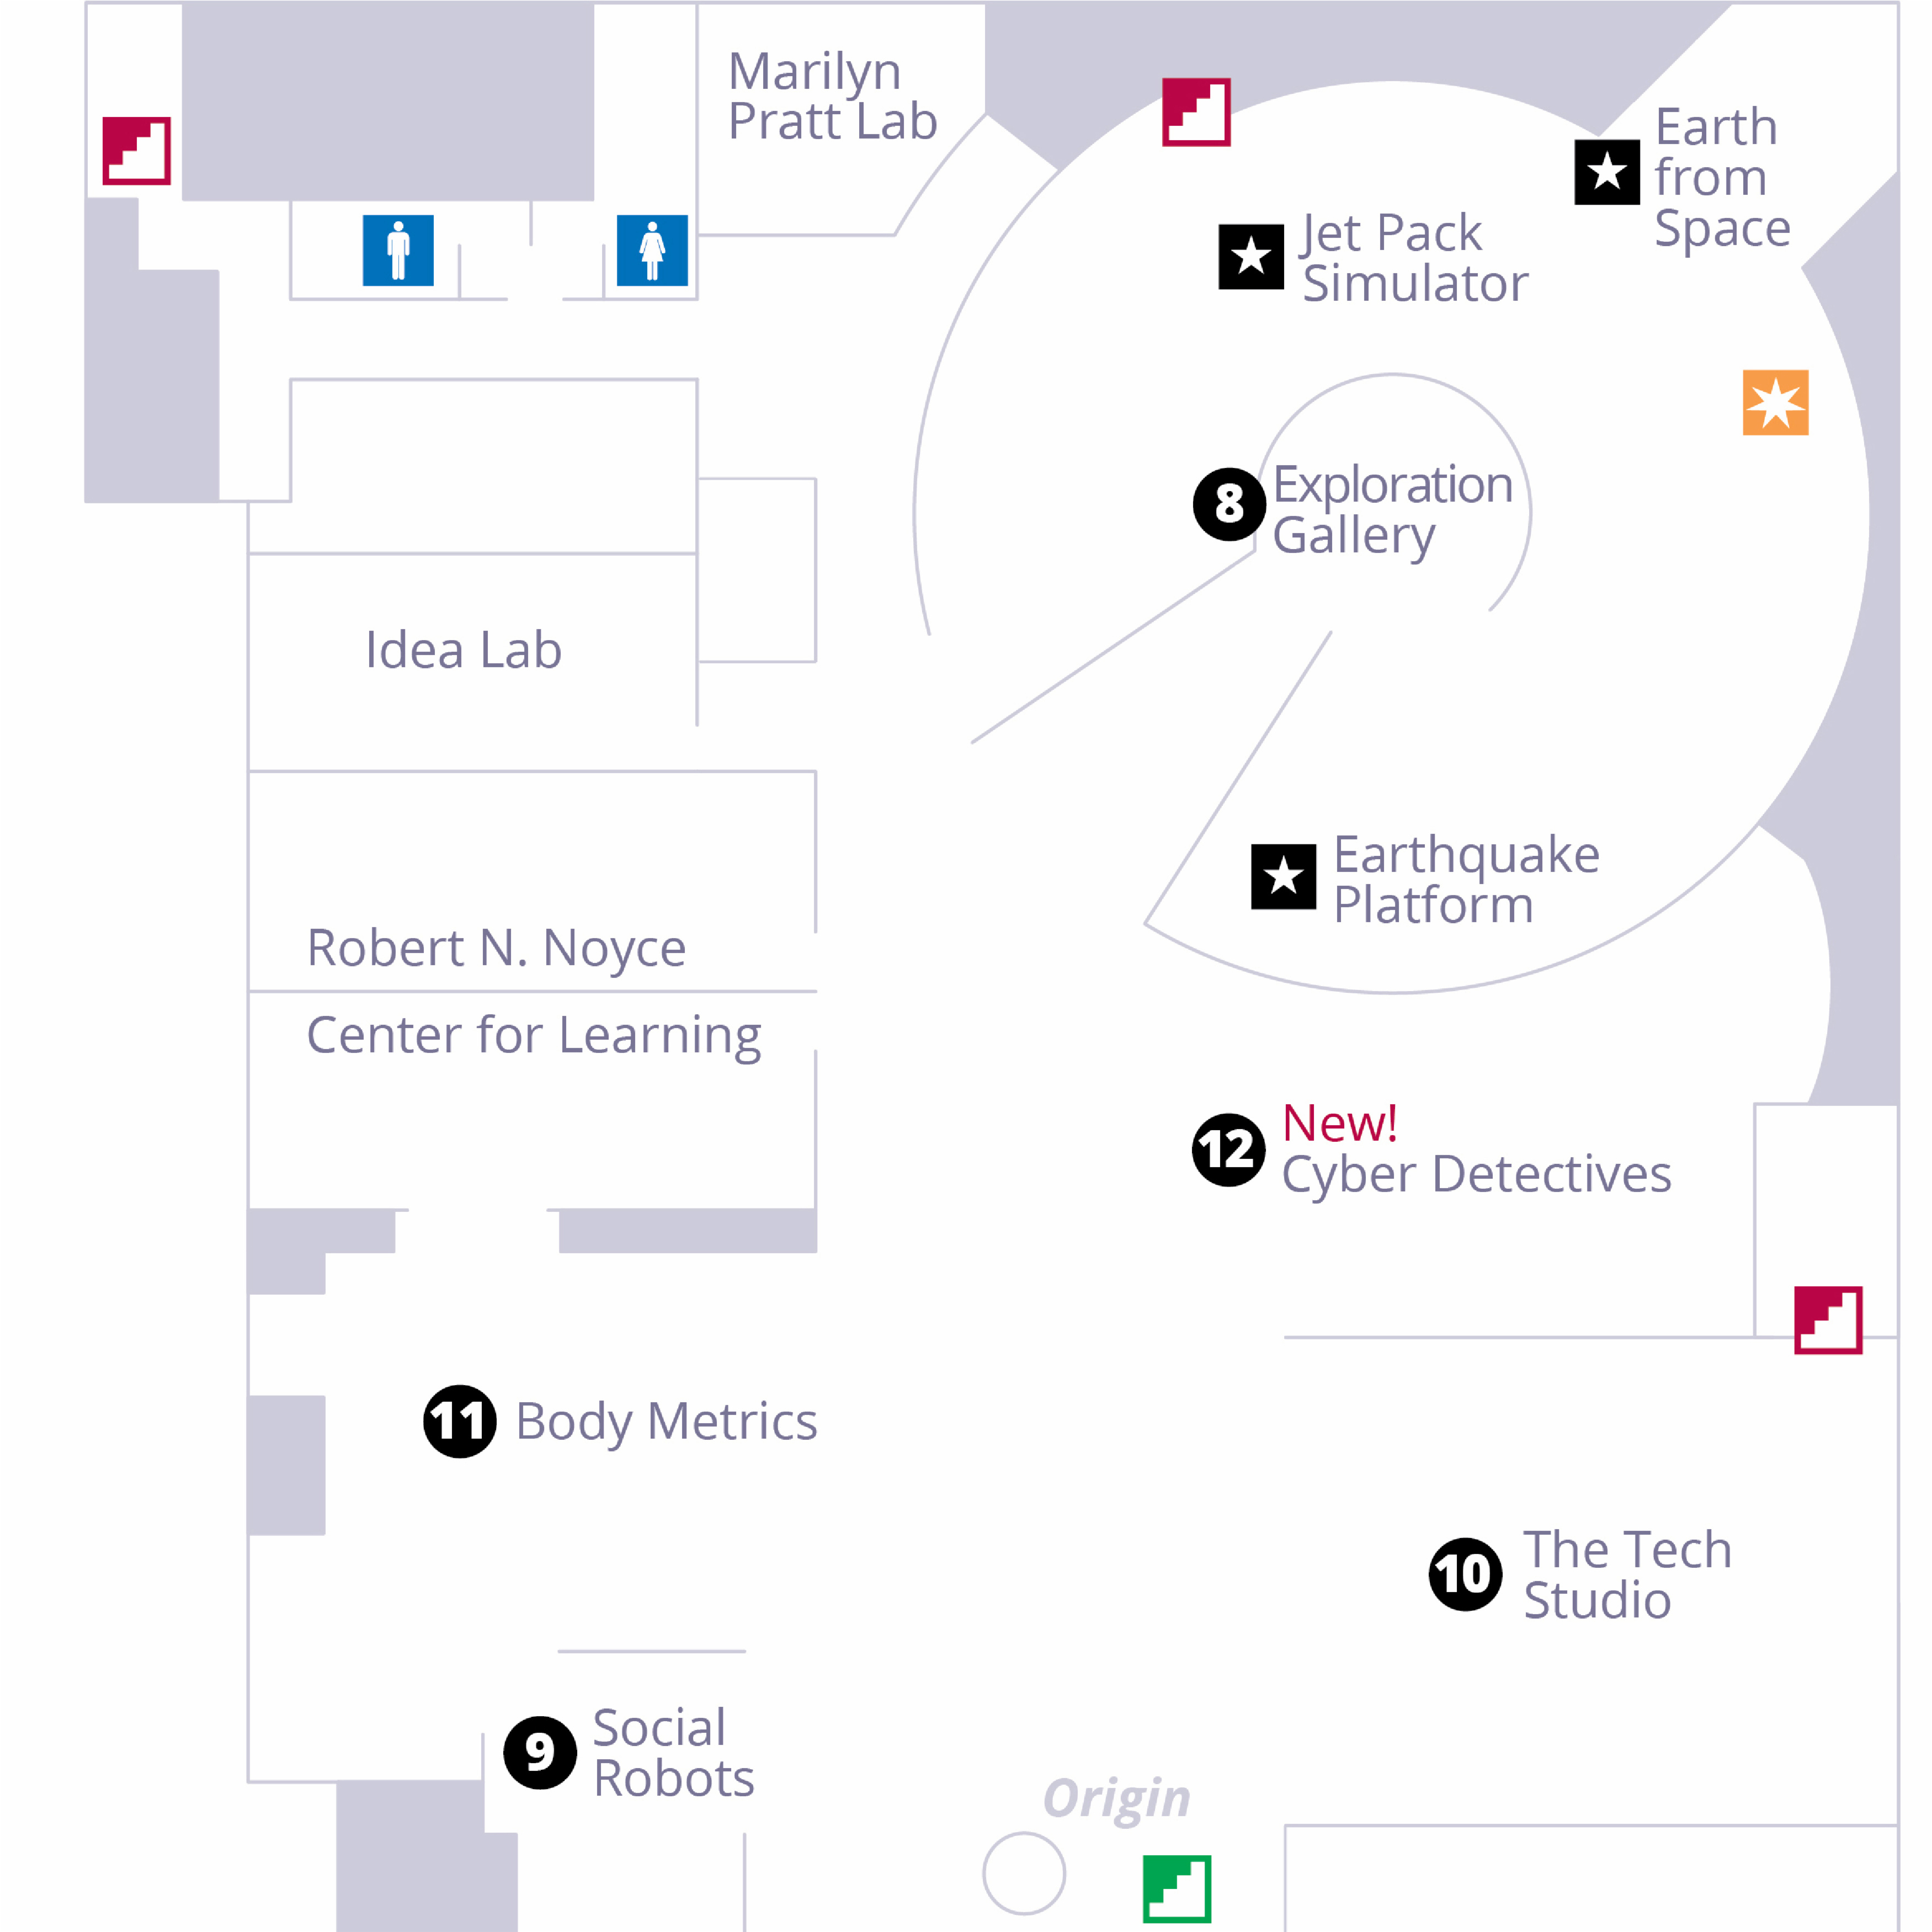 Marilyn
Pratt Lab
Earth
from
Space
Jet Pack
Simulator
8 Exploration
Gallery
Idea Lab
Earthquake
Platform
Robert N. Noyce
Center for Learning
12 New!
Cyber Detectives
11 Body Metrics
10 The Tech
Studio
9 Social
Robots
Origin